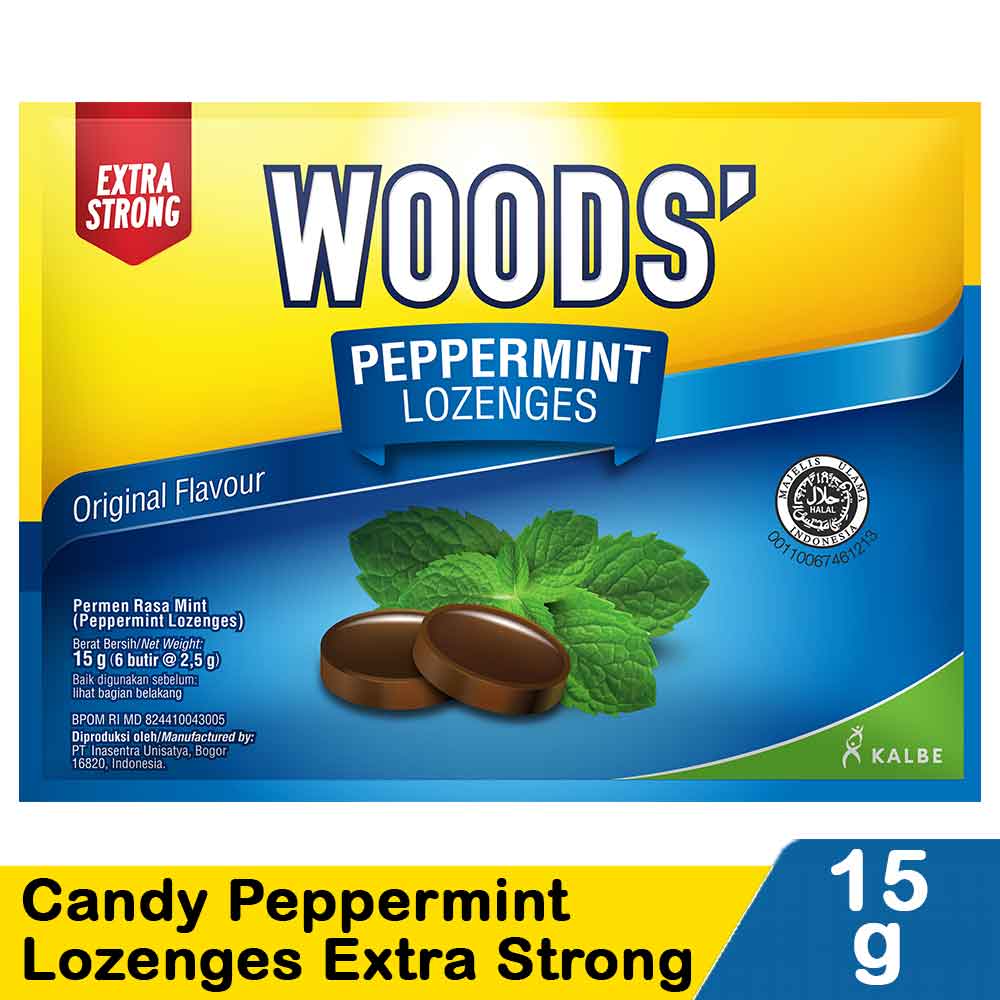 EXTRA
STRONG
WOODS'
PEPPERMINT
LOZENGES
Original Flavour
MAJELIS ULAMA
حلال
HALAL
INDONESIA
00110067461213
Permen Rasa Mint
(Peppermint Lozenges)
Berat Bersih/Net Weight:
15 g (6 butir @ 2,5 g)
Baik digunakan sebelum:
lihat bagian belakang
BPOM RI MD 824410043005
Diproduksi oleh/Manufactured by:
PT Inasentra Unisatya, Bogor
16820, Indonesia.
KALBE
Candy Peppermint
Lozenges Extra Strong
15
g